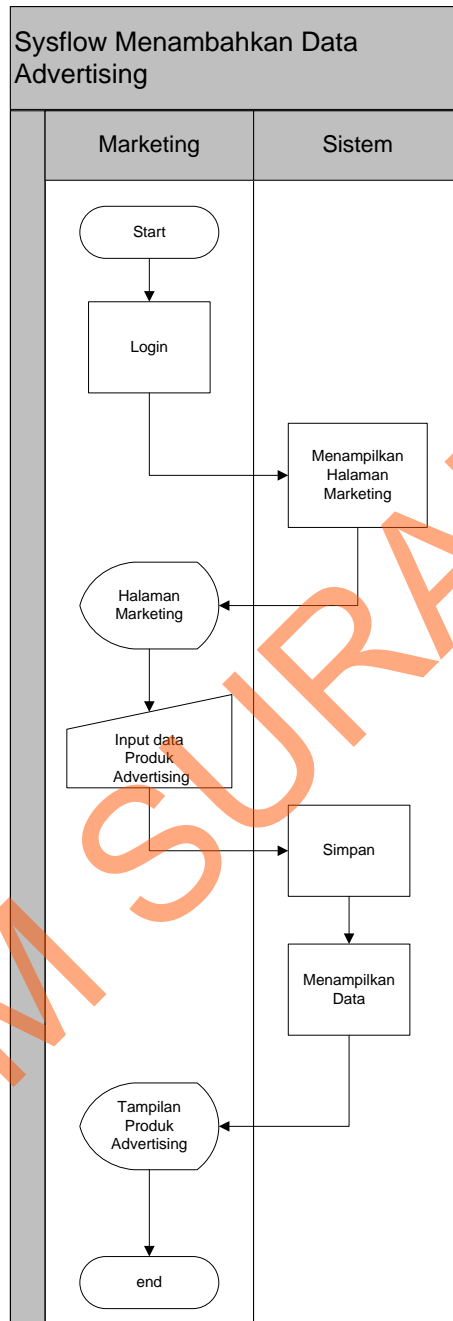 Sysflow Menambahkan Data
Advertising
Marketing
Sistem
Start
Login
Menampilkan
Halaman
Marketing
Halaman
Marketing
Input data
Produk
Advertising
Simpan
Menampilkan
Data
Tampilan
Produk
Advertising
end
M SURA